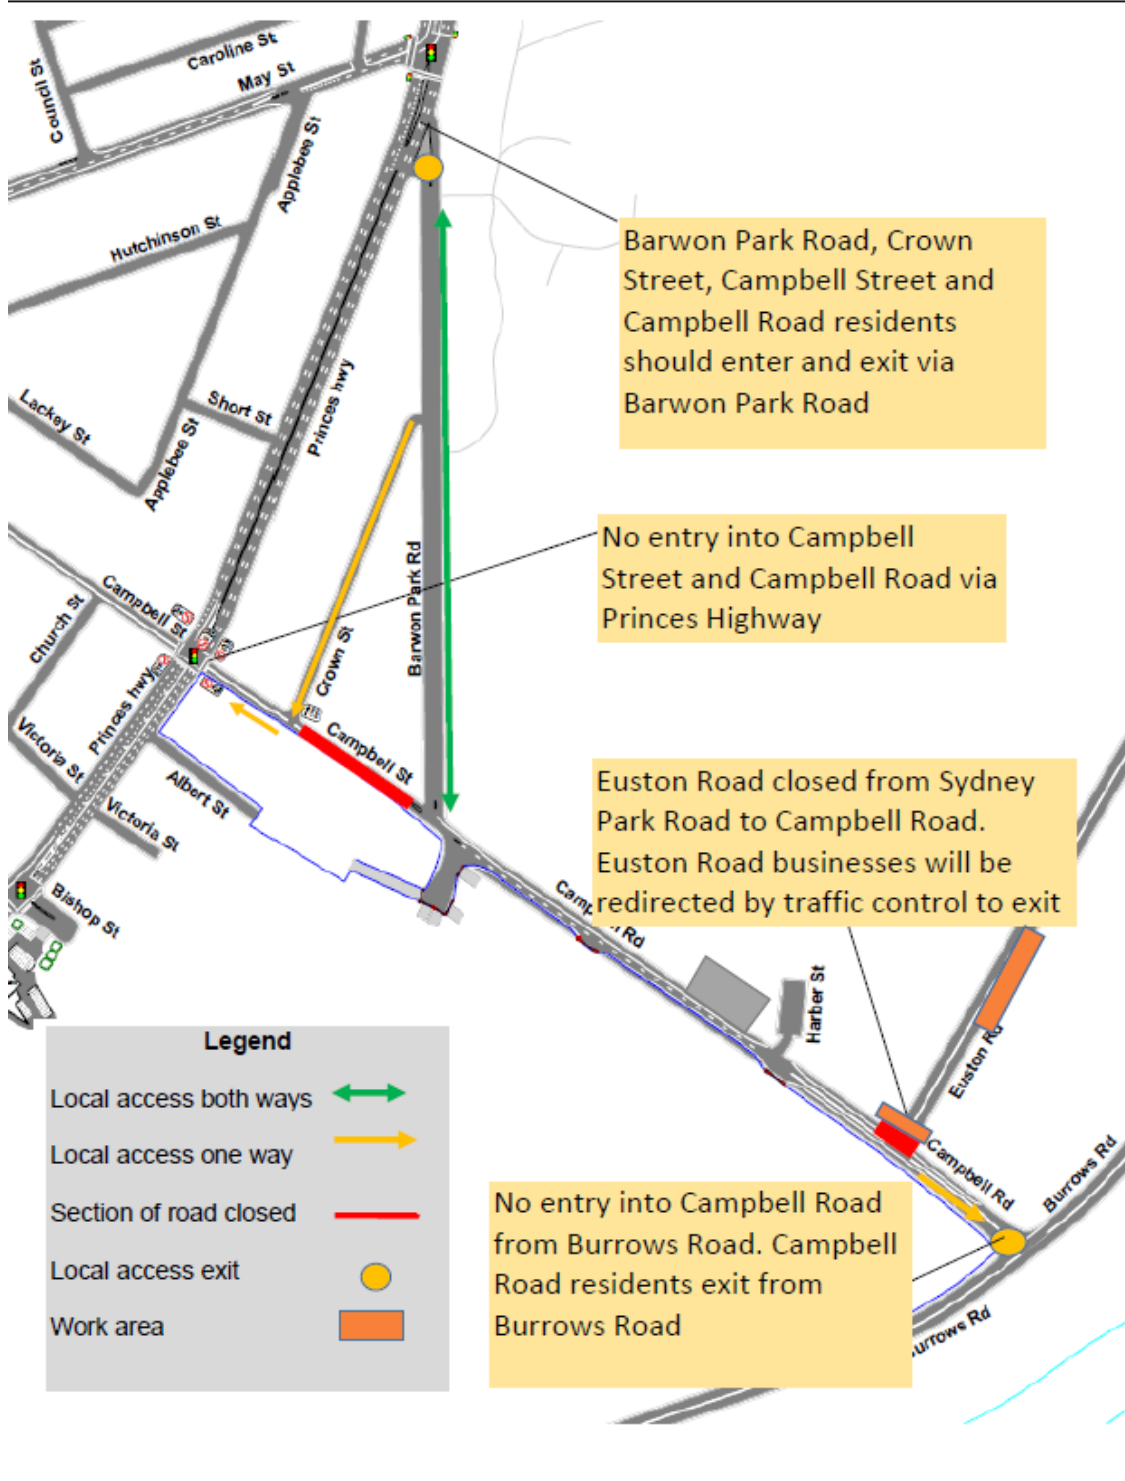 Caroline St
Council St
May St
Applebee St
Hutchinson St
Barwon Park Road, Crown
Street, Campbell Street and
Campbell Road residents
should enter and exit via
Barwon Park Road
Princes hwy
Lackey St
Short St
Applebee St
No entry into Campbell
Street and Campbell Road via
Princes Highway
Barwon Park Rd
Campbell St
Church St
Crown St
Princes hwy
Victoria St
Campbell St
Albert St
Victoria St
Euston Road closed from Sydney
Park Road to Campbell Road.
Euston Road businesses will be
redirected by traffic control to exit
Bishop St
Rd
Harber St
Euston Rd
Legend
Local access both ways
Local access one way
Section of road closed
Local access exit
Work area
Campbell Rd
Burrows Rd
No entry into Campbell Road
from Burrows Road. Campbell
Road residents exit from
Burrows Road
urrows Rd